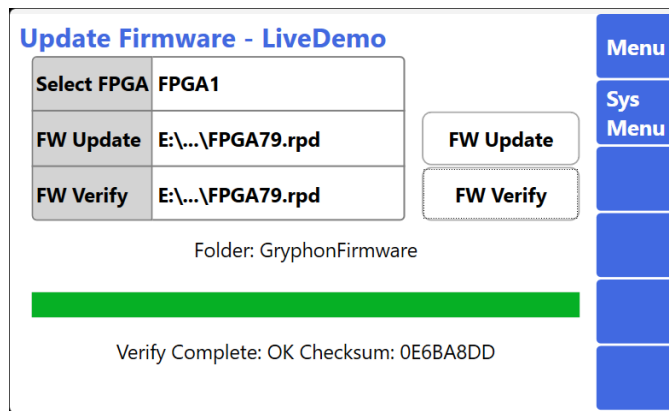 Update Firmware - LiveDemo
Menu
Select FPGA FPGA1
Sys
Menu
FW Update E:\...\FPGA79.rpd FW Update
FW Verify E:\...\FPGA79.rpd FW Verify
Folder: GryphonFirmware
Verify Complete: OK Checksum: 0E6BA8DD